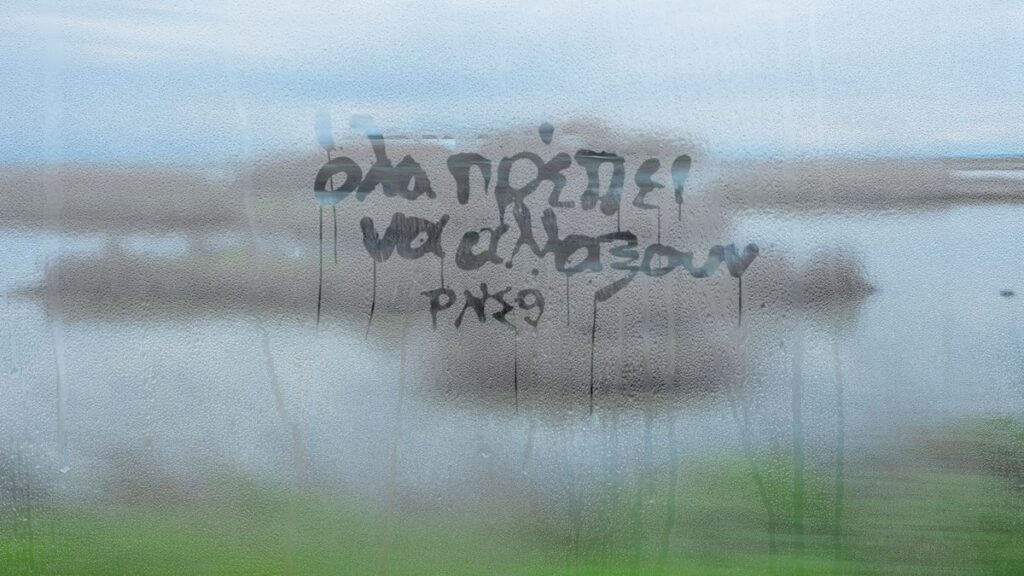 όλα πρέπει
να αλλάξουν
ΡΝΣ9